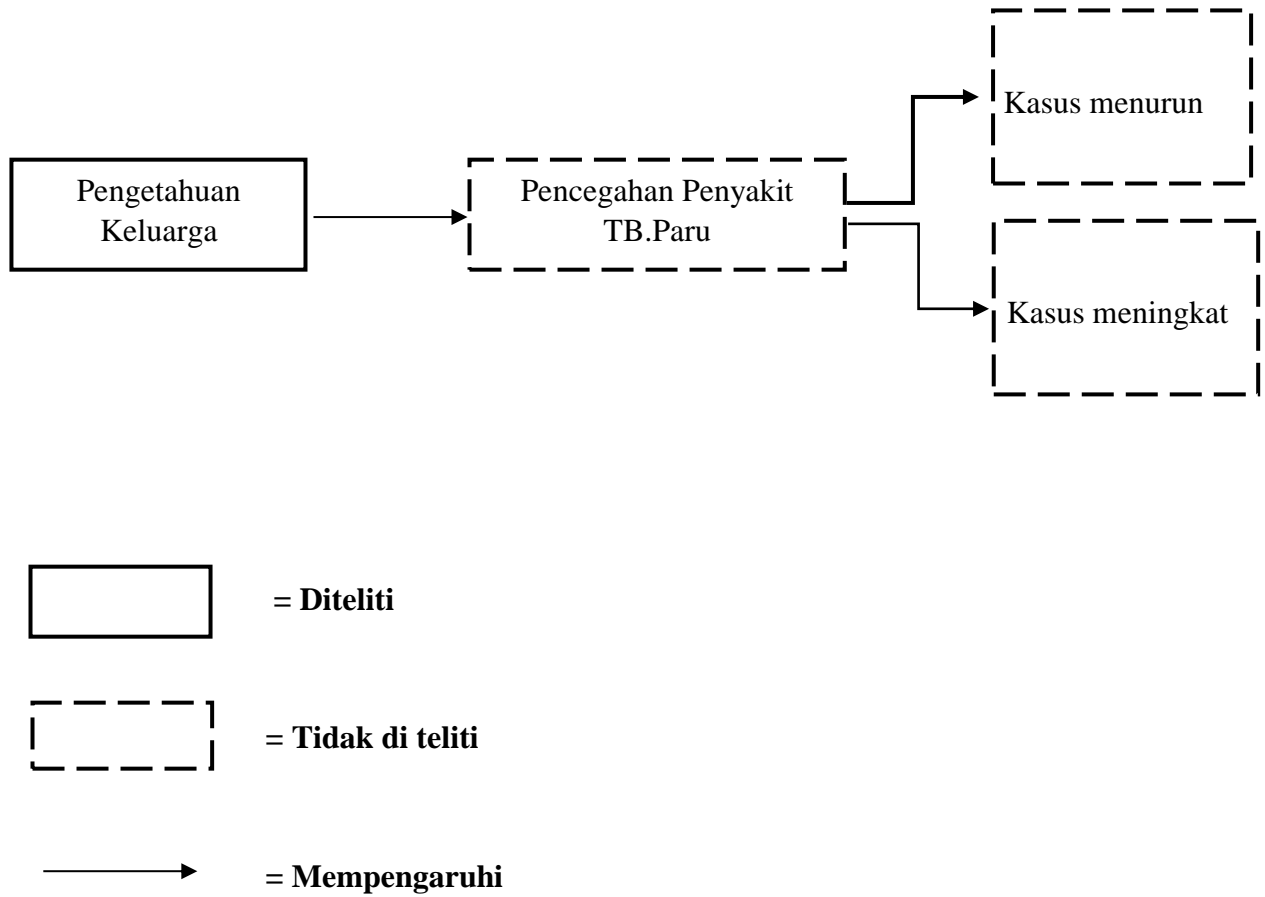 Kasus menurun
Pengetahuan
Keluarga
Pencegahan Penyakit
TB.Paru
Kasus meningkat
= Diteliti
= Tidak di teliti
= Mempengaruhi